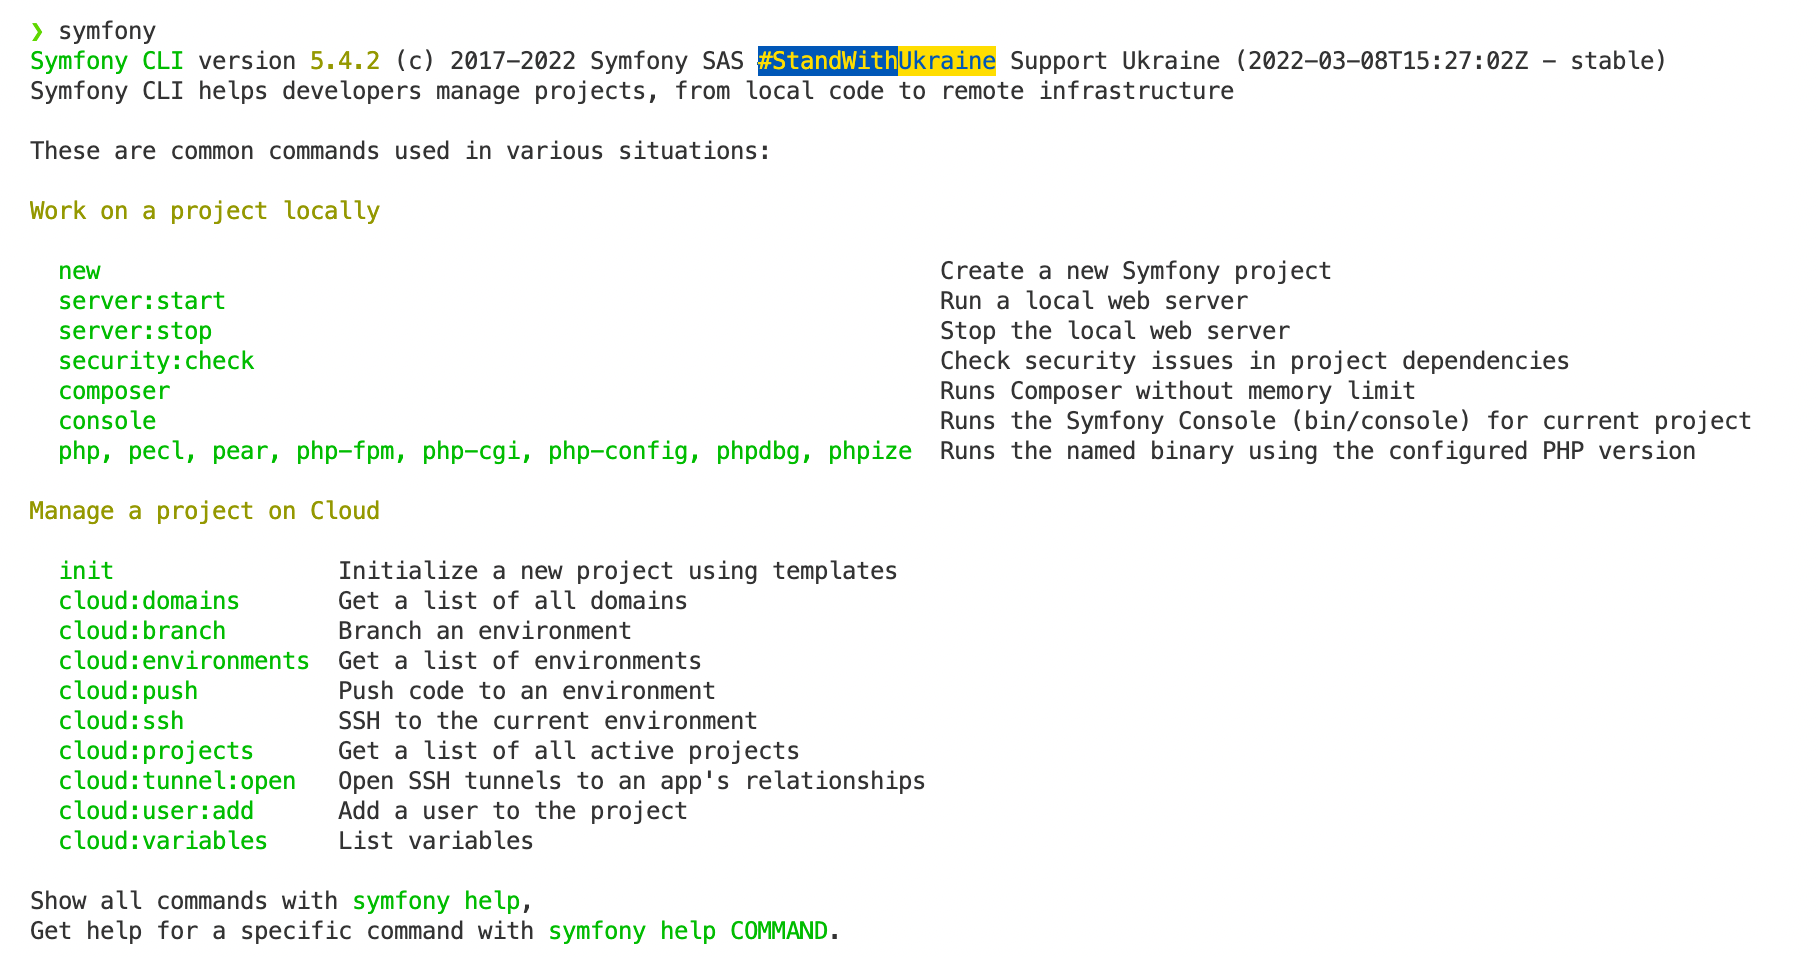 ❯ symfony
Symfony CLI version 5.4.2 (c) 2017-2022 Symfony SAS #StandWithUkraine Support Ukraine (2022-03-08T15:27:02Z - stable)
Symfony CLI helps developers manage projects, from local code to remote infrastructure
These are common commands used in various situations:
Work on a project locally
new Create a new Symfony project
server:start Run a local web server
server:stop Stop the local web server
security:check Check security issues in project dependencies
composer Runs Composer without memory limit
console Runs the Symfony Console (bin/console) for current project
php, pecl, pear, php-fpm, php-cgi, php-config, phpdbg, phpize Runs the named binary using the configured PHP version
Manage a project on Cloud
init Initialize a new project using templates
cloud:domains Get a list of all domains
cloud:branch Branch an environment
cloud:environments Get a list of environments
cloud:push Push code to an environment
cloud:ssh SSH to the current environment
cloud:projects Get a list of all active projects
cloud:tunnel:open Open SSH tunnels to an app's relationships
cloud:user:add Add a user to the project
cloud:variables List variables
Show all commands with symfony help,
Get help for a specific command with symfony help COMMAND.